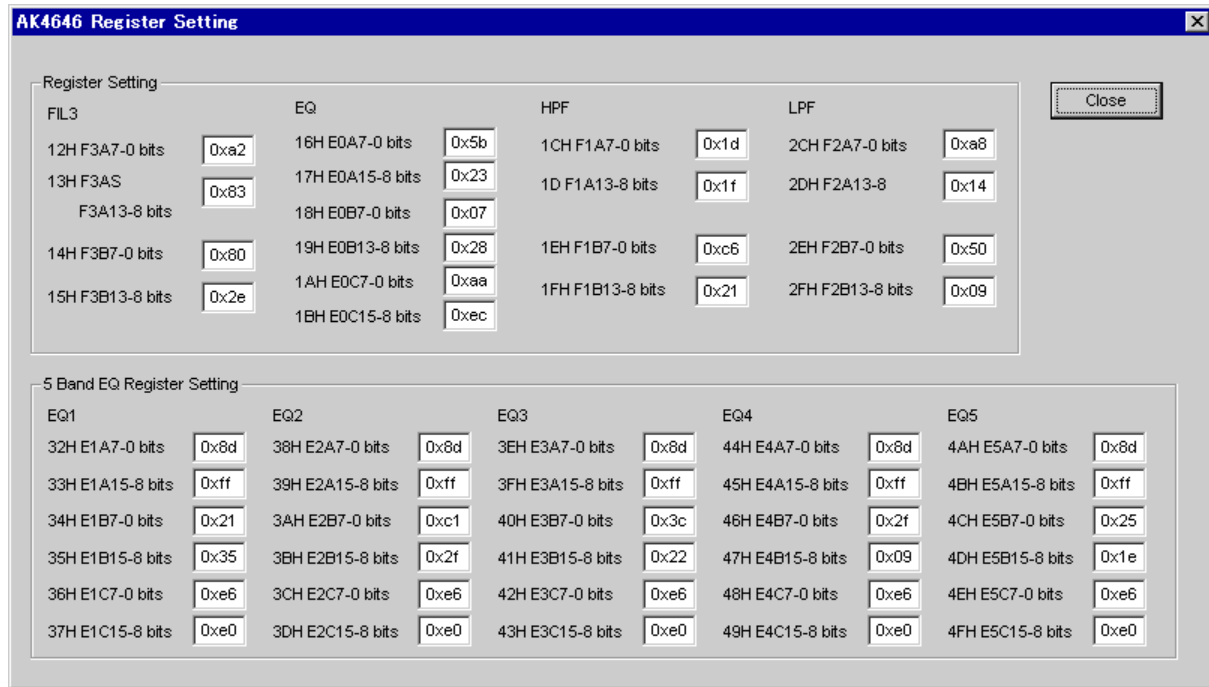 AK4646 Register Setting
Register Setting
Close
FIL3
12H F3A7-0 bits 0xa2
13H F3AS
F3A13-8 bits 0x83
14H F3B7-0 bits 0x80
15H F3B13-8 bits 0x2e
EQ
16H E0A7-0 bits 0x5b
17H E0A15-8 bits 0x23
18H E0B7-0 bits 0x07
19H E0B13-8 bits 0x28
1AH E0C7-0 bits 0xaa
1BH E0C15-8 bits 0xec
HPF
1CH F1A7-0 bits 0x1d
1D F1A13-8 bits 0x1f
1EH F1B7-0 bits 0xc6
1FH F1B13-8 bits 0x21
LPF
2CH F2A7-0 bits 0xa8
2DH F2A13-8 0x14
2EH F2B7-0 bits 0x50
2FH F2B13-8 bits 0x09
5 Band EQ Register Setting
EQ1
32H E1A7-0 bits 0x8d
33H E1A15-8 bits 0xff
34H E1B7-0 bits 0x21
35H E1B15-8 bits 0x35
36H E1C7-0 bits 0xe6
37H E1C15-8 bits 0xe0
EQ2
38H E2A7-0 bits 0x8d
39H E2A15-8 bits 0xff
3AH E2B7-0 bits 0xc1
3BH E2B15-8 bits 0x2f
3CH E2C7-0 bits 0xe6
3DH E2C15-8 bits 0xe0
EQ3
3EH E3A7-0 bits 0x8d
3FH E3A15-8 bits 0xff
40H E3B7-0 bits 0x3c
41H E3B15-8 bits 0x22
42H E3C7-0 bits 0xe6
43H E3C15-8 bits 0xe0
EQ4
44H E4A7-0 bits 0x8d
45H E4A15-8 bits 0xff
46H E4B7-0 bits 0x2f
47H E4B15-8 bits 0x09
48H E4C7-0 bits 0xe6
49H E4C15-8 bits 0xe0
EQ5
4AH E5A7-0 bits 0x8d
4BH E5A15-8 bits 0xff
4CH E5B7-0 bits 0x25
4DH E5B15-8 bits 0x1e
4EH E5C7-0 bits 0xe6
4FH E5C15-8 bits 0xe0